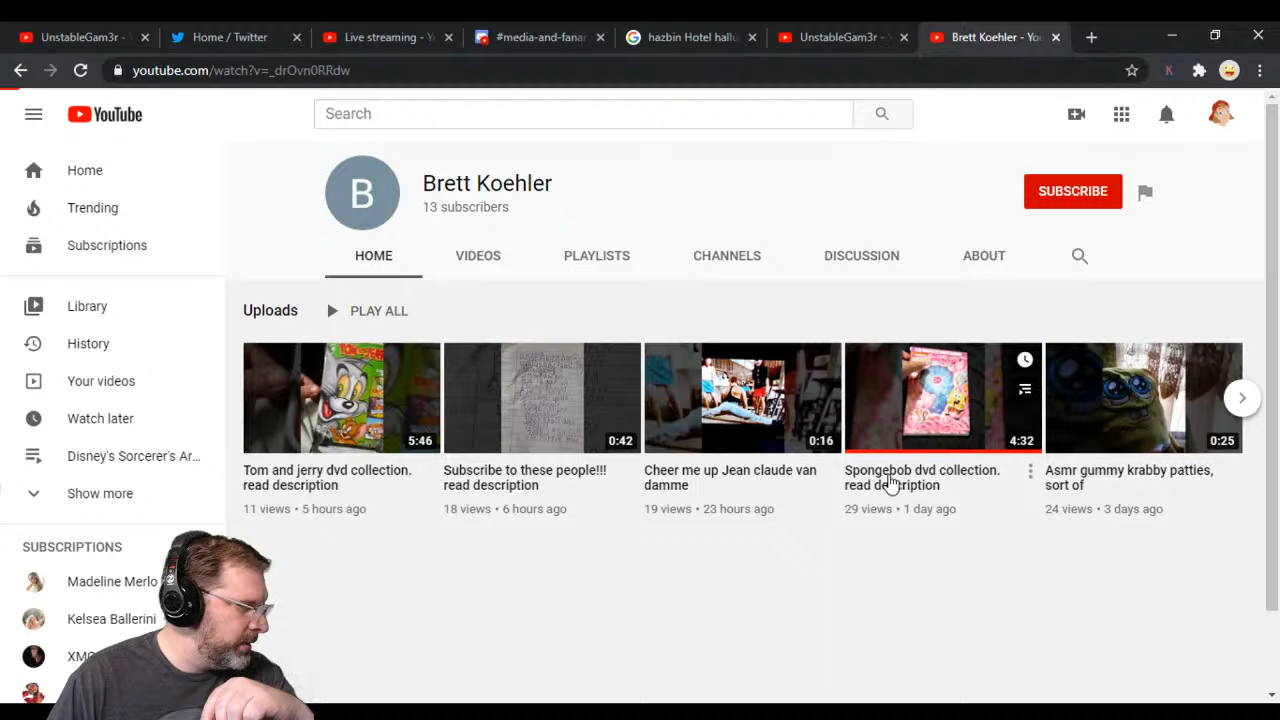 UnstableGam3r - 
Home / Twitter
Live streaming - Y
#media-and-fanar
hazbin Hotel hallu
UnstableGam3r - 
Brett Koehler - You
youtube.com/watch?v=_drOvn0RRdw
YouTube
Search
Home
Trending
Subscriptions
Library
History
Your videos
Watch later
Disney's Sorcerer's Ar...
Show more
SUBSCRIPTIONS
Madeline Merlo
Kelsea Ballerini
B
Brett Koehler
13 subscribers
SUBSCRIBE
HOME
VIDEOS
PLAYLISTS
CHANNELS
DISCUSSION
ABOUT
Uploads
PLAY ALL
5:46
Tom and jerry dvd collection.
read description
11 views • 5 hours ago
0:42
Subscribe to these people!!!
read description
18 views • 6 hours ago
0:16
Cheer me up Jean claude van
damme
19 views • 23 hours ago
4:32
Spongebob dvd collection.
read description
29 views • 1 day ago
0:25
Asmr gummy krabby patties,
sort of
24 views • 3 days ago